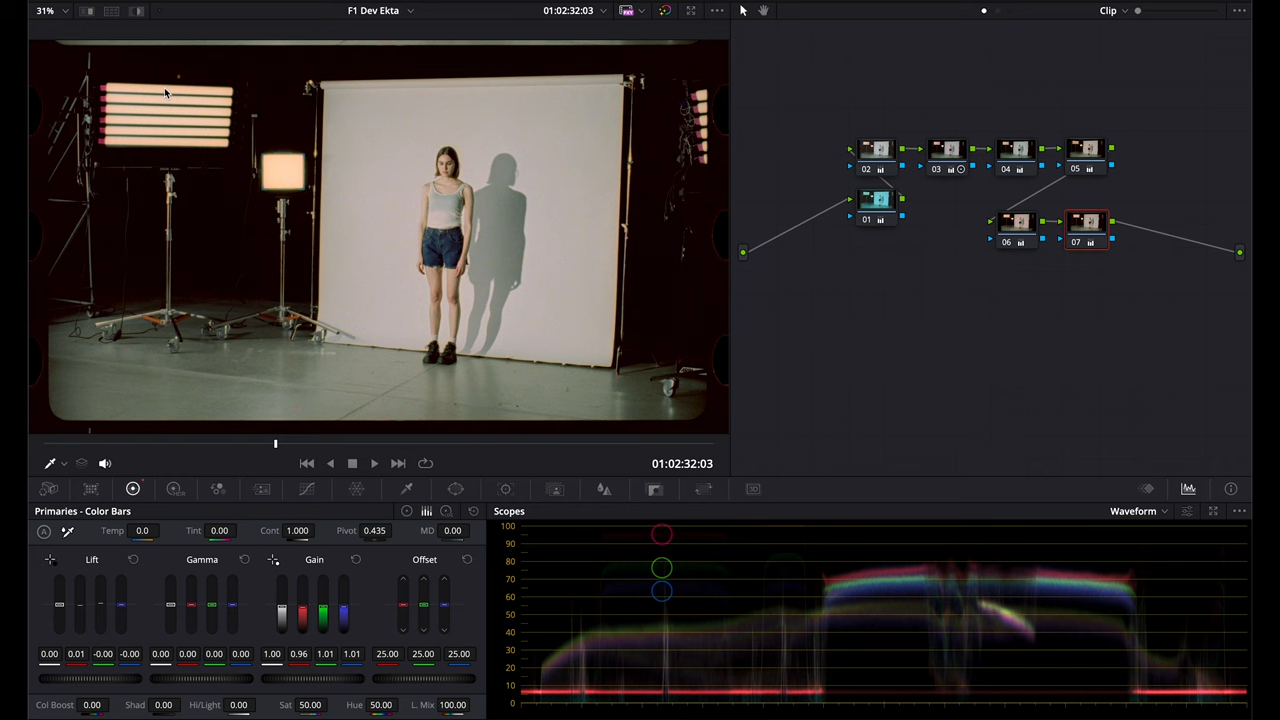 31% F1 Dev Ekta 01:02:32:03 Clip
02 03 04 05
01
06 07
01:02:32:03
HDR 3D
Primaries - Color Bars Scopes Waveform
A Temp 0.0 Tint 0.00 Cont 1.000 Pivot 0.435 MD 0.00
Lift Gamma Gain Offset
0.00 0.01 -0.00 -0.00 0.00 0.00 0.00 0.00 1.00 0.96 1.01 1.01 25.00 25.00 25.00
Col Boost 0.00 Shad 0.00 Hi/Light 0.00 Sat 50.00 Hue 50.00 L. Mix 100.00
100
90
80
70
60
50
40
30
20
10
0